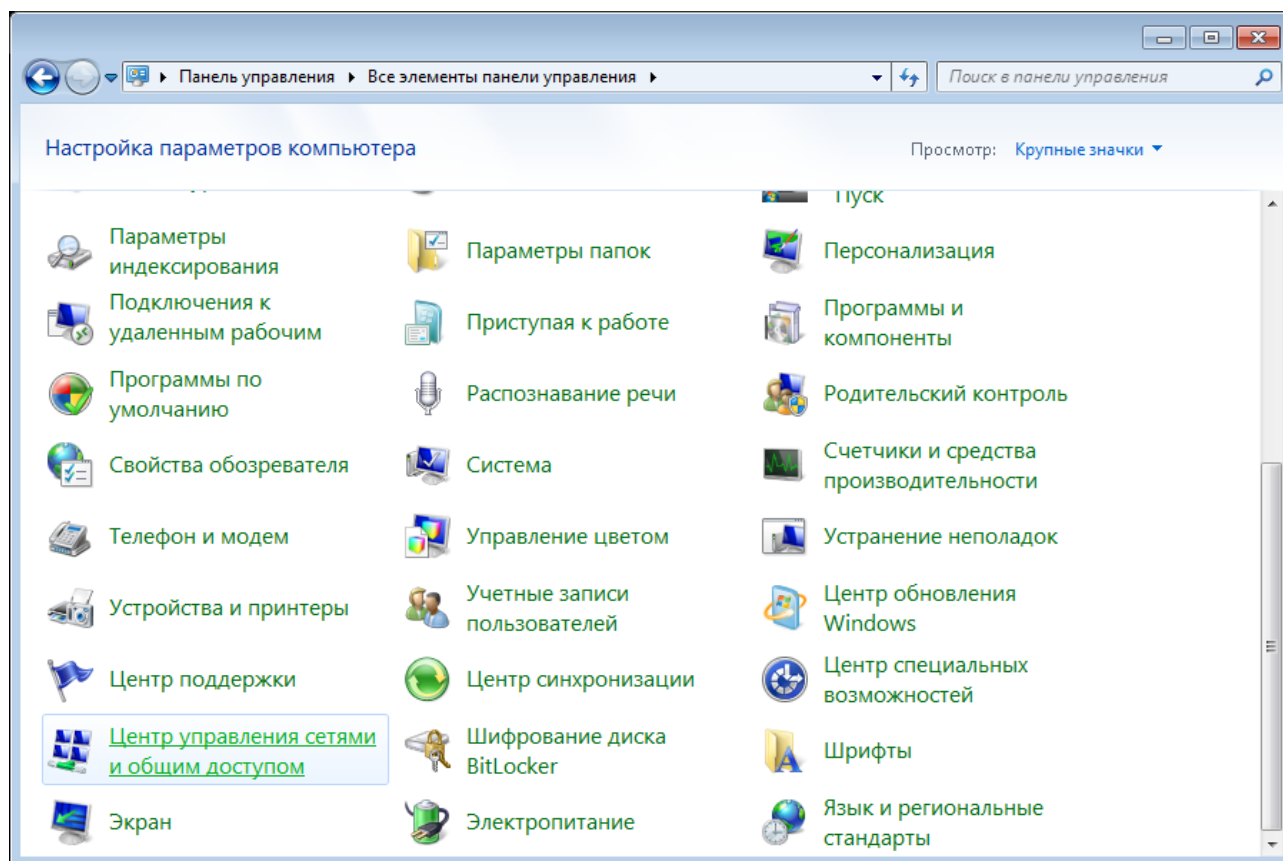 Панель управления ▸ Все элементы панели управления ▸
Поиск в панели управления
Настройка параметров компьютера
Просмотр: Крупные значки
Пуск
Параметры
индексирования
Параметры папок
Персонализация
Подключения к
удаленным рабочим
Приступая к работе
Программы и
компоненты
Программы по
умолчанию
Распознавание речи
Родительский контроль
Свойства обозревателя
Система
Счетчики и средства
производительности
Телефон и модем
Управление цветом
Устранение неполадок
Устройства и принтеры
Учетные записи
пользователей
Центр обновления
Windows
Центр поддержки
Центр синхронизации
Центр специальных
возможностей
Центр управления сетями
и общим доступом
Шифрование диска
BitLocker
Шрифты
Экран
Электропитание
Язык и региональные
стандарты